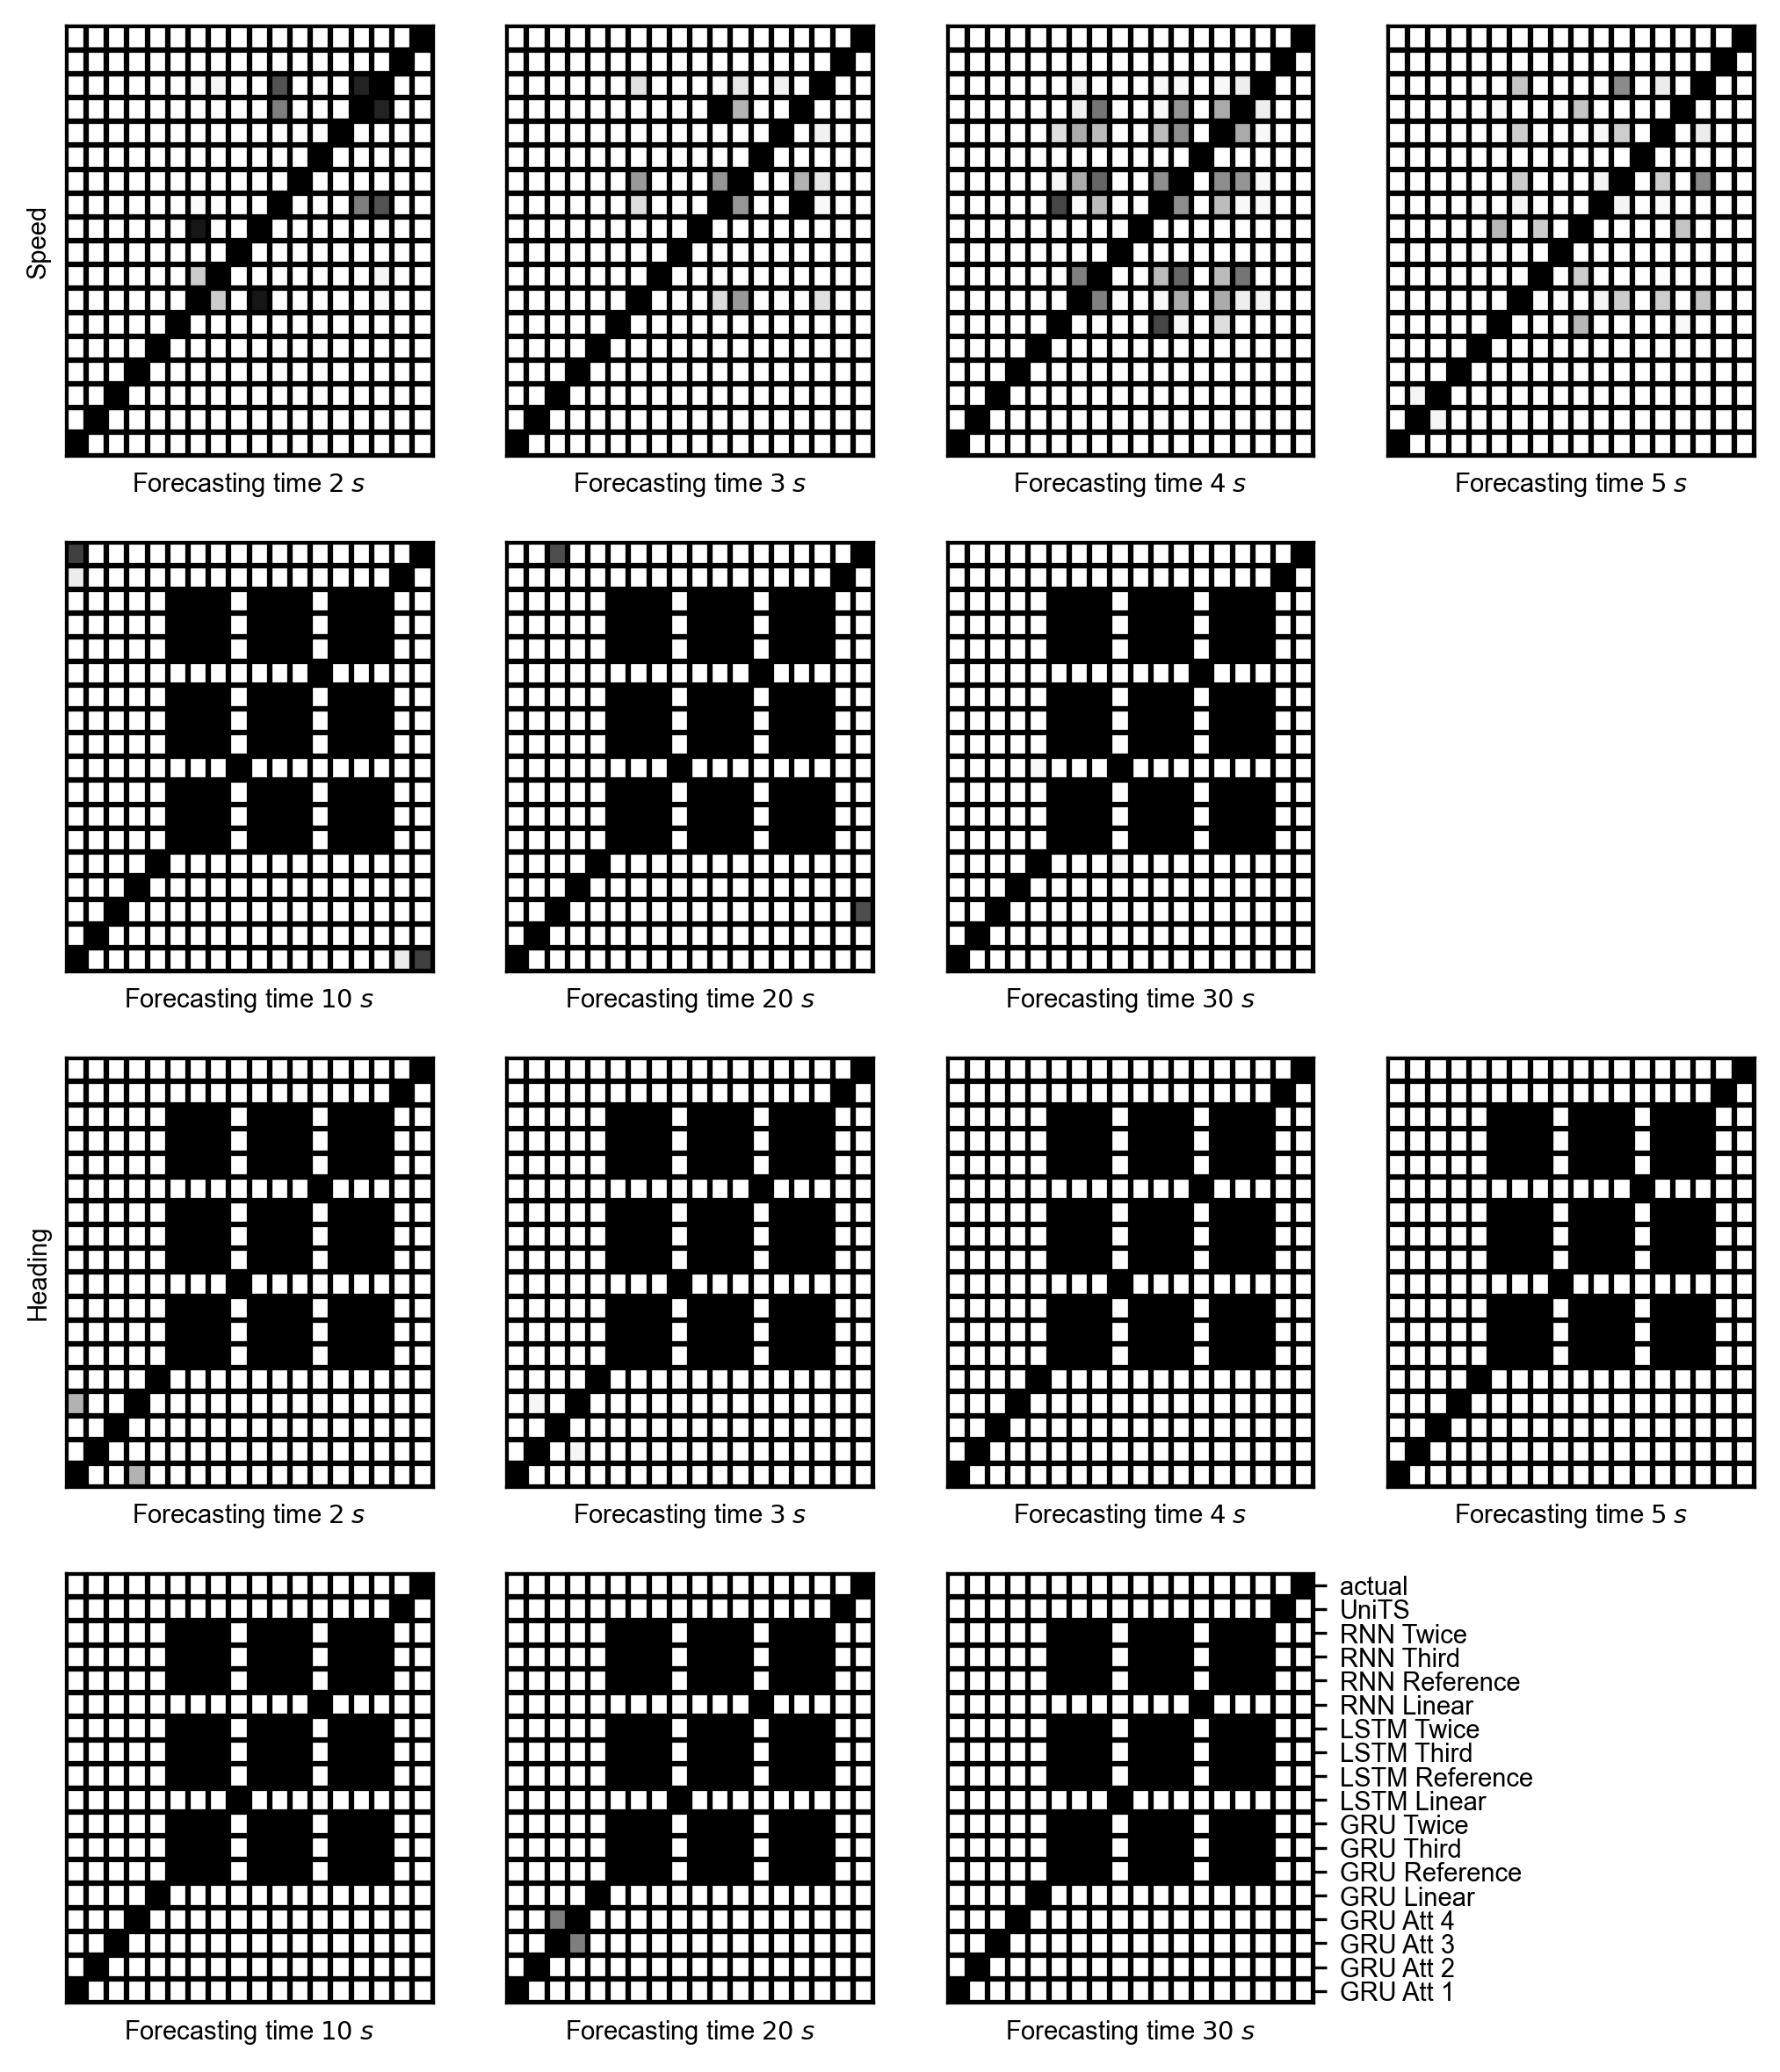 Speed
Forecasting time 2 s
Forecasting time 3 s
Forecasting time 4 s
Forecasting time 5 s
Forecasting time 10 s
Forecasting time 20 s
Forecasting time 30 s
Heading
Forecasting time 2 s
Forecasting time 3 s
Forecasting time 4 s
Forecasting time 5 s
actual
UniTS
RNN Twice
RNN Third
RNN Reference
RNN Linear
LSTM Twice
LSTM Third
LSTM Reference
LSTM Linear
GRU Twice
GRU Third
GRU Reference
GRU Linear
GRU Att 4
GRU Att 3
GRU Att 2
GRU Att 1
Forecasting time 10 s
Forecasting time 20 s
Forecasting time 30 s